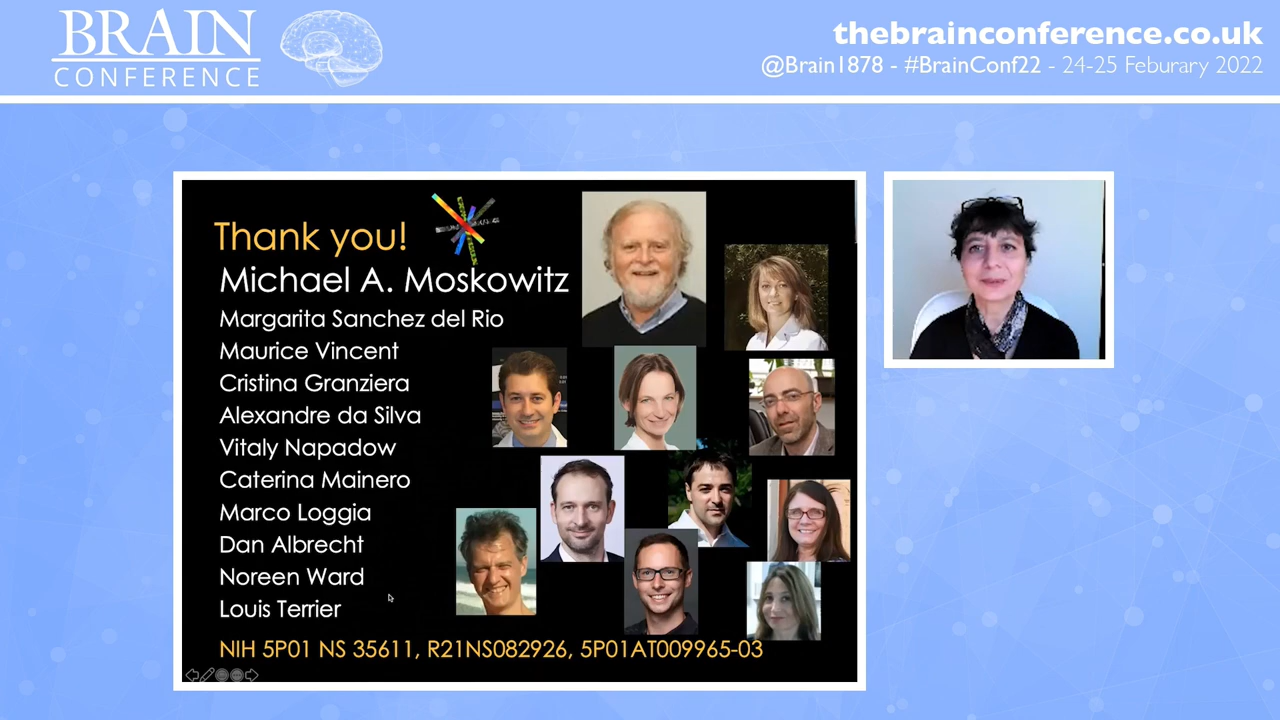 BRAIN
CONFERENCE
thebrainconference.co.uk
@Brain1878 - #BrainConf22 - 24-25 Feburary 2022
Thank you!
Michael A. Moskowitz
Margarita Sanchez del Rio
Maurice Vincent
Cristina Granziera
Alexandre da Silva
Vitaly Napadow
Caterina Mainero
Marco Loggia
Dan Albrecht
Noreen Ward
Louis Terrier
NIH 5P01 NS 35611, R21NS082926, 5P01AT009965-03